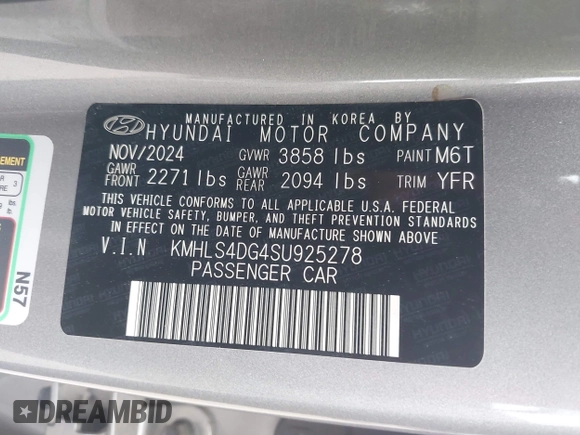 MANUFACTURED IN KOREA BY
HYUNDAI MOTOR COMPANY
NOV/2024 GVWR 3858 lbs PAINT M6T
GAWR FRONT 2271 lbs GAWR REAR 2094 lbs TRIM YFR
THIS VEHICLE CONFORMS TO ALL APPLICABLE U.S.A. FEDERAL
MOTOR VEHICLE SAFETY, BUMPER, AND THEFT PREVENTION STANDARDS
IN EFFECT ON THE DATE OF MANUFACTURE SHOWN ABOVE
V.I.N KMHLS4DG4SU925278
PASSENGER CAR
N57
DREAMBID